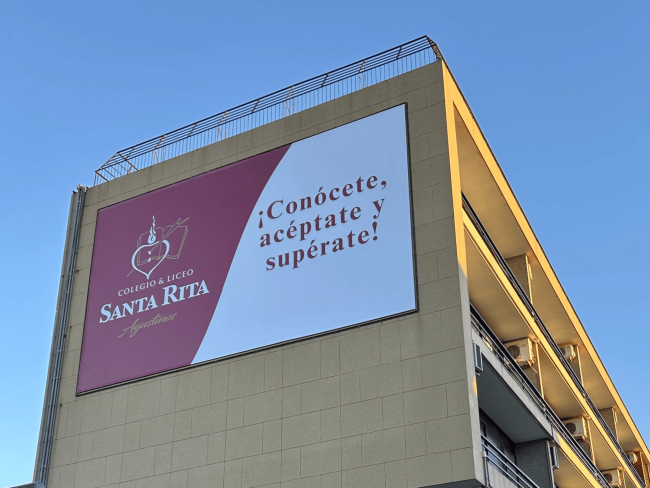 COLEGIO & LICEO
SANTA RITA
Agustinos
¡Conócete,
acéptate y
supérate!